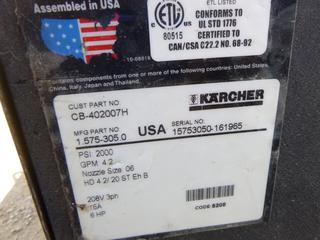 Assembled in USA
ETL LISTED
CONFORMS TO
UL STD 1776
80515
CERTIFIED TO
CAN/CSA C22.2 NO. 68-92
Contains components from one or more of the following countries: United States,
China, Italy, Japan and Thailand.
CUST PART NO:
CB-402007H
KÄRCHER
MFG PART NO:
1.575-305.0
USA
SERIAL NO:
15753050-161965
PSI 2000
GPM 4.2
Nozzle Size .06
HD 4.2/ 20 ST Eh B
208V 3ph
16A
6 HP
CODE: 5205